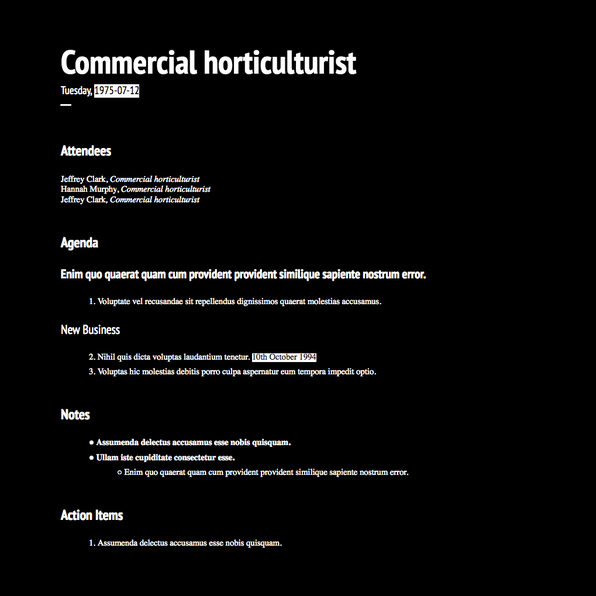 Commercial horticulturist
Tuesday, 1975-07-12
Attendees
Jeffrey Clark, Commercial horticulturist
Hannah Murphy, Commercial horticulturist
Jeffrey Clark, Commercial horticulturist
Agenda
Enim quo quaerat quam cum provident provident similique sapiente nostrum error.
1. Voluptate vel recusandae sit repellendus dignissimos quaerat molestias accusamus.
New Business
2. Nihil quis dicta voluptas laudantium tenetur. 10th October 1994
3. Voluptas hic molestias debitis porro culpa aspernatur eum tempora impedit optio.
Notes
● Assumenda delectus accusamus esse nobis quisquam.
● Ullam iste cupiditate consectetur esse.
○ Enim quo quaerat quam cum provident provident similique sapiente nostrum error.
Action Items
1. Assumenda delectus accusamus esse nobis quisquam.